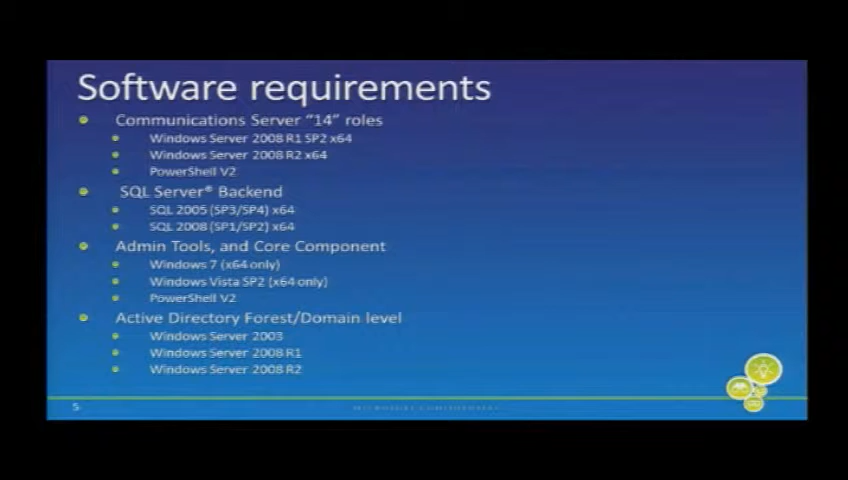 Software requirements
Communications Server "14" roles
Windows Server 2008 R1 SP2 x64
Windows Server 2008 R2 x64
PowerShell V2
SQL Server® Backend
SQL 2005 (SP3/SP4) x64
SQL 2008 (SP1/SP2) x64
Admin Tools, and Core Component
Windows 7 (x64 only)
Windows Vista SP2 (x64 only)
PowerShell V2
Active Directory Forest/Domain level
Windows Server 2003
Windows Server 2008 R1
Windows Server 2008 R2
5